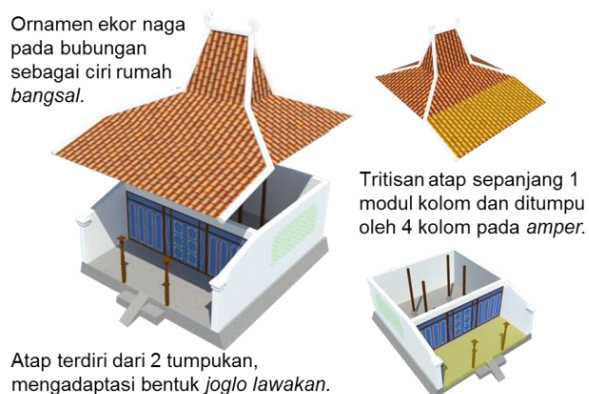 Ornamen ekor naga
pada bubungan
sebagai ciri rumah
bangsal.
Tritisan atap sepanjang 1
modul kolom dan ditumpu
oleh 4 kolom pada amper.
Atap terdiri dari 2 tumpukan,
mengadaptasi bentuk joglo lawakan.